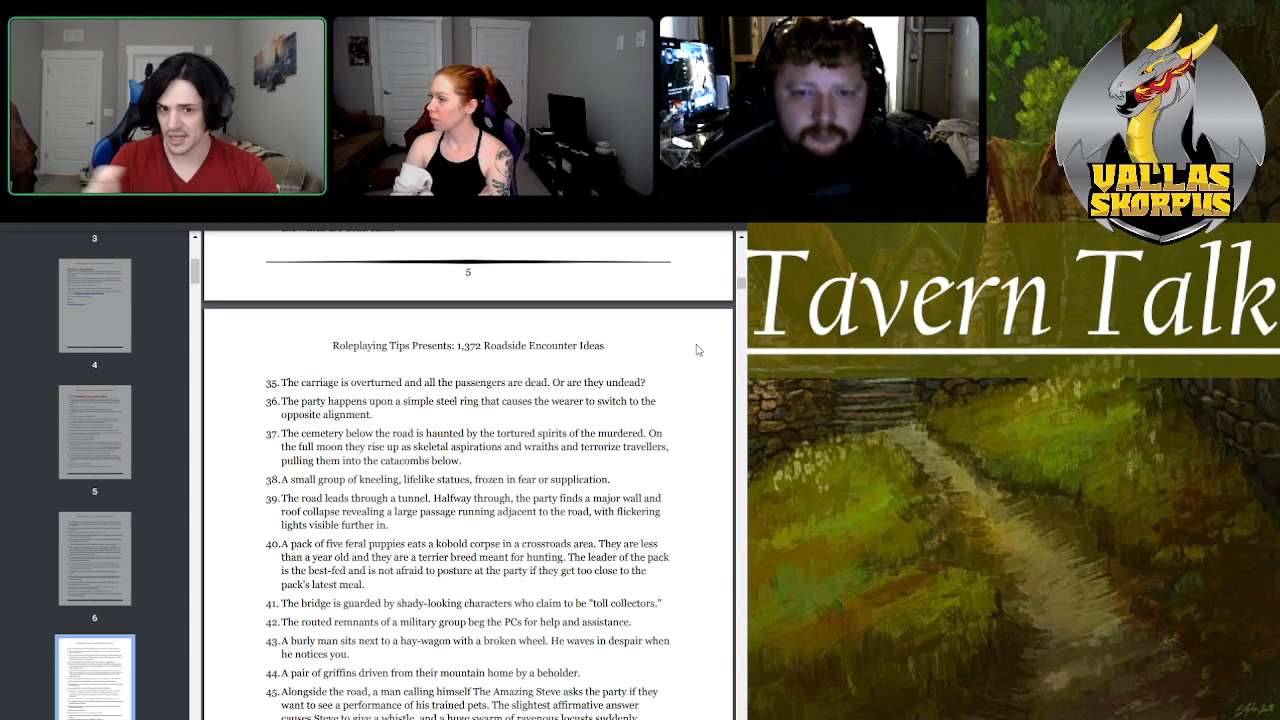 VALLAS
SKORPUS
Tavern Talk
3
4
5
6
5
Roleplaying Tips Presents: 1,372 Roadside Encounter Ideas
35. The carriage is overturned and all the passengers are dead. Or are they undead?
36. The party happens upon a simple steel ring that causes the wearer to switch to the
opposite alignment.
37. The cemetery below the road is haunted by the tortured spirits of the murdered. On
the full moon they rise up as skeletal aspirations and wraiths and terrorize travellers,
pulling them into the catacombs below.
38. A small group of kneeling, lifelike statues, frozen in fear or supplication.
39. The road leads through a tunnel. Halfway through, the party finds a major wall and
roof collapse revealing a large passage running adjacent to the road, with flickering
lights visible further in.
40. A pack of five feral puppies eats a kobold corpse in a crossroads area. They are less
than a year old and they are a terrier breed meant for hunting. The leader of the pack
is the best-fed and is not afraid to posture at the party if they get too close to the
pack's latest meal.
41. The bridge is guarded by shady-looking characters who claim to be "toll collectors."
42. The routed remnants of a military group beg the PCs for help and assistance.
43. A burly man sits next to a hay-wagon with a broken wheel. He waves in despair when
he notices you.
44. A pair of legs protrudes from under a mountain-sized boulder.
45. Alongside the road a man calling himself The Great Stuart asks the party if they
want to see a performance of his trained pets. The moment an affirmative answer